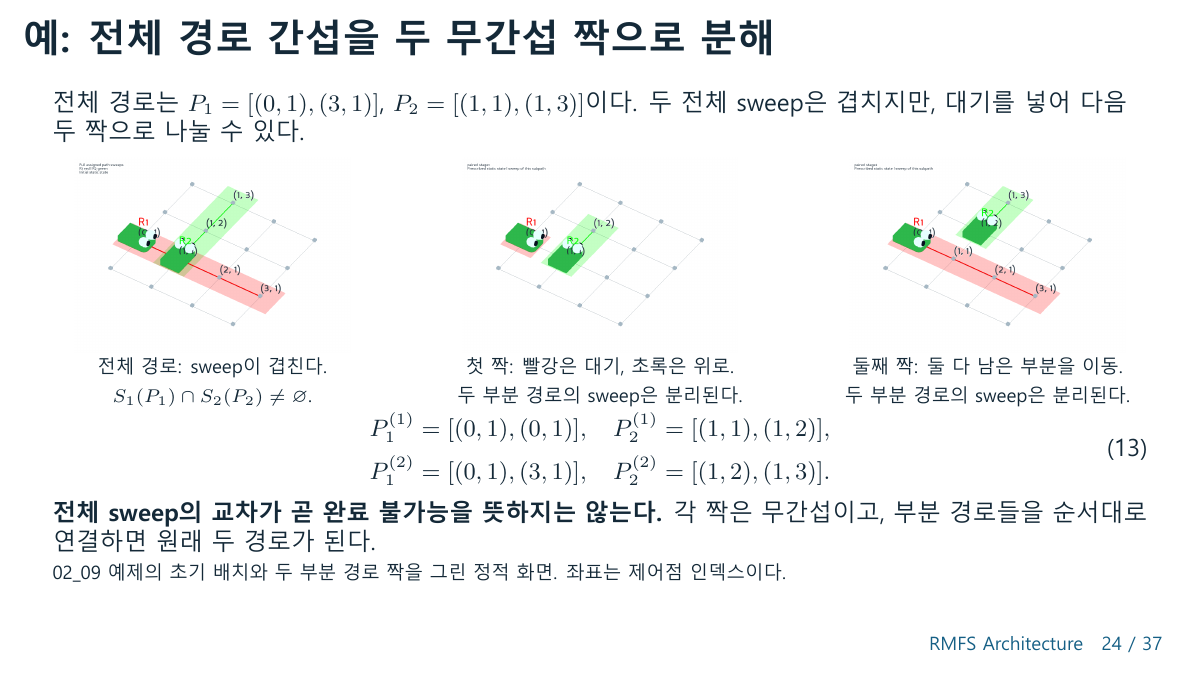 예: 전체 경로 간섭을 두 무간섭 짝으로 분해
전체 경로는 P₁ = [(0, 1), (3, 1)], P₂ = [(1, 1), (1, 3)]이다. 두 전체 sweep은 겹치지만, 대기를 넣어 다음
두 짝으로 나눌 수 있다.
(1, 3)
R1
(1, 2)
R2
(2, 1)
(3, 1)
R1
(1, 2)
R2
(1, 3)
R1
R2
(1, 1)
(2, 1)
(3, 1)
전체 경로: sweep이 겹친다.
S₁(P₁) ∩ S₂(P₂) ≠ ∅.
첫 짝: 빨강은 대기, 초록은 위로.
두 부분 경로의 sweep은 분리된다.
둘째 짝: 둘 다 남은 부분을 이동.
두 부분 경로의 sweep은 분리된다.
P₁⁽¹⁾ = [(0, 1), (0, 1)], P₂⁽¹⁾ = [(1, 1), (1, 2)],
P₁⁽²⁾ = [(0, 1), (3, 1)], P₂⁽²⁾ = [(1, 2), (1, 3)].
(13)
전체 sweep의 교차가 곧 완료 불가능을 뜻하지는 않는다. 각 짝은 무간섭이고, 부분 경로들을 순서대로
연결하면 원래 두 경로가 된다.
02_09 예제의 초기 배치와 두 부분 경로 짝을 그린 정적 화면. 좌표는 제어점 인덱스이다.
RMFS Architecture 24 / 37